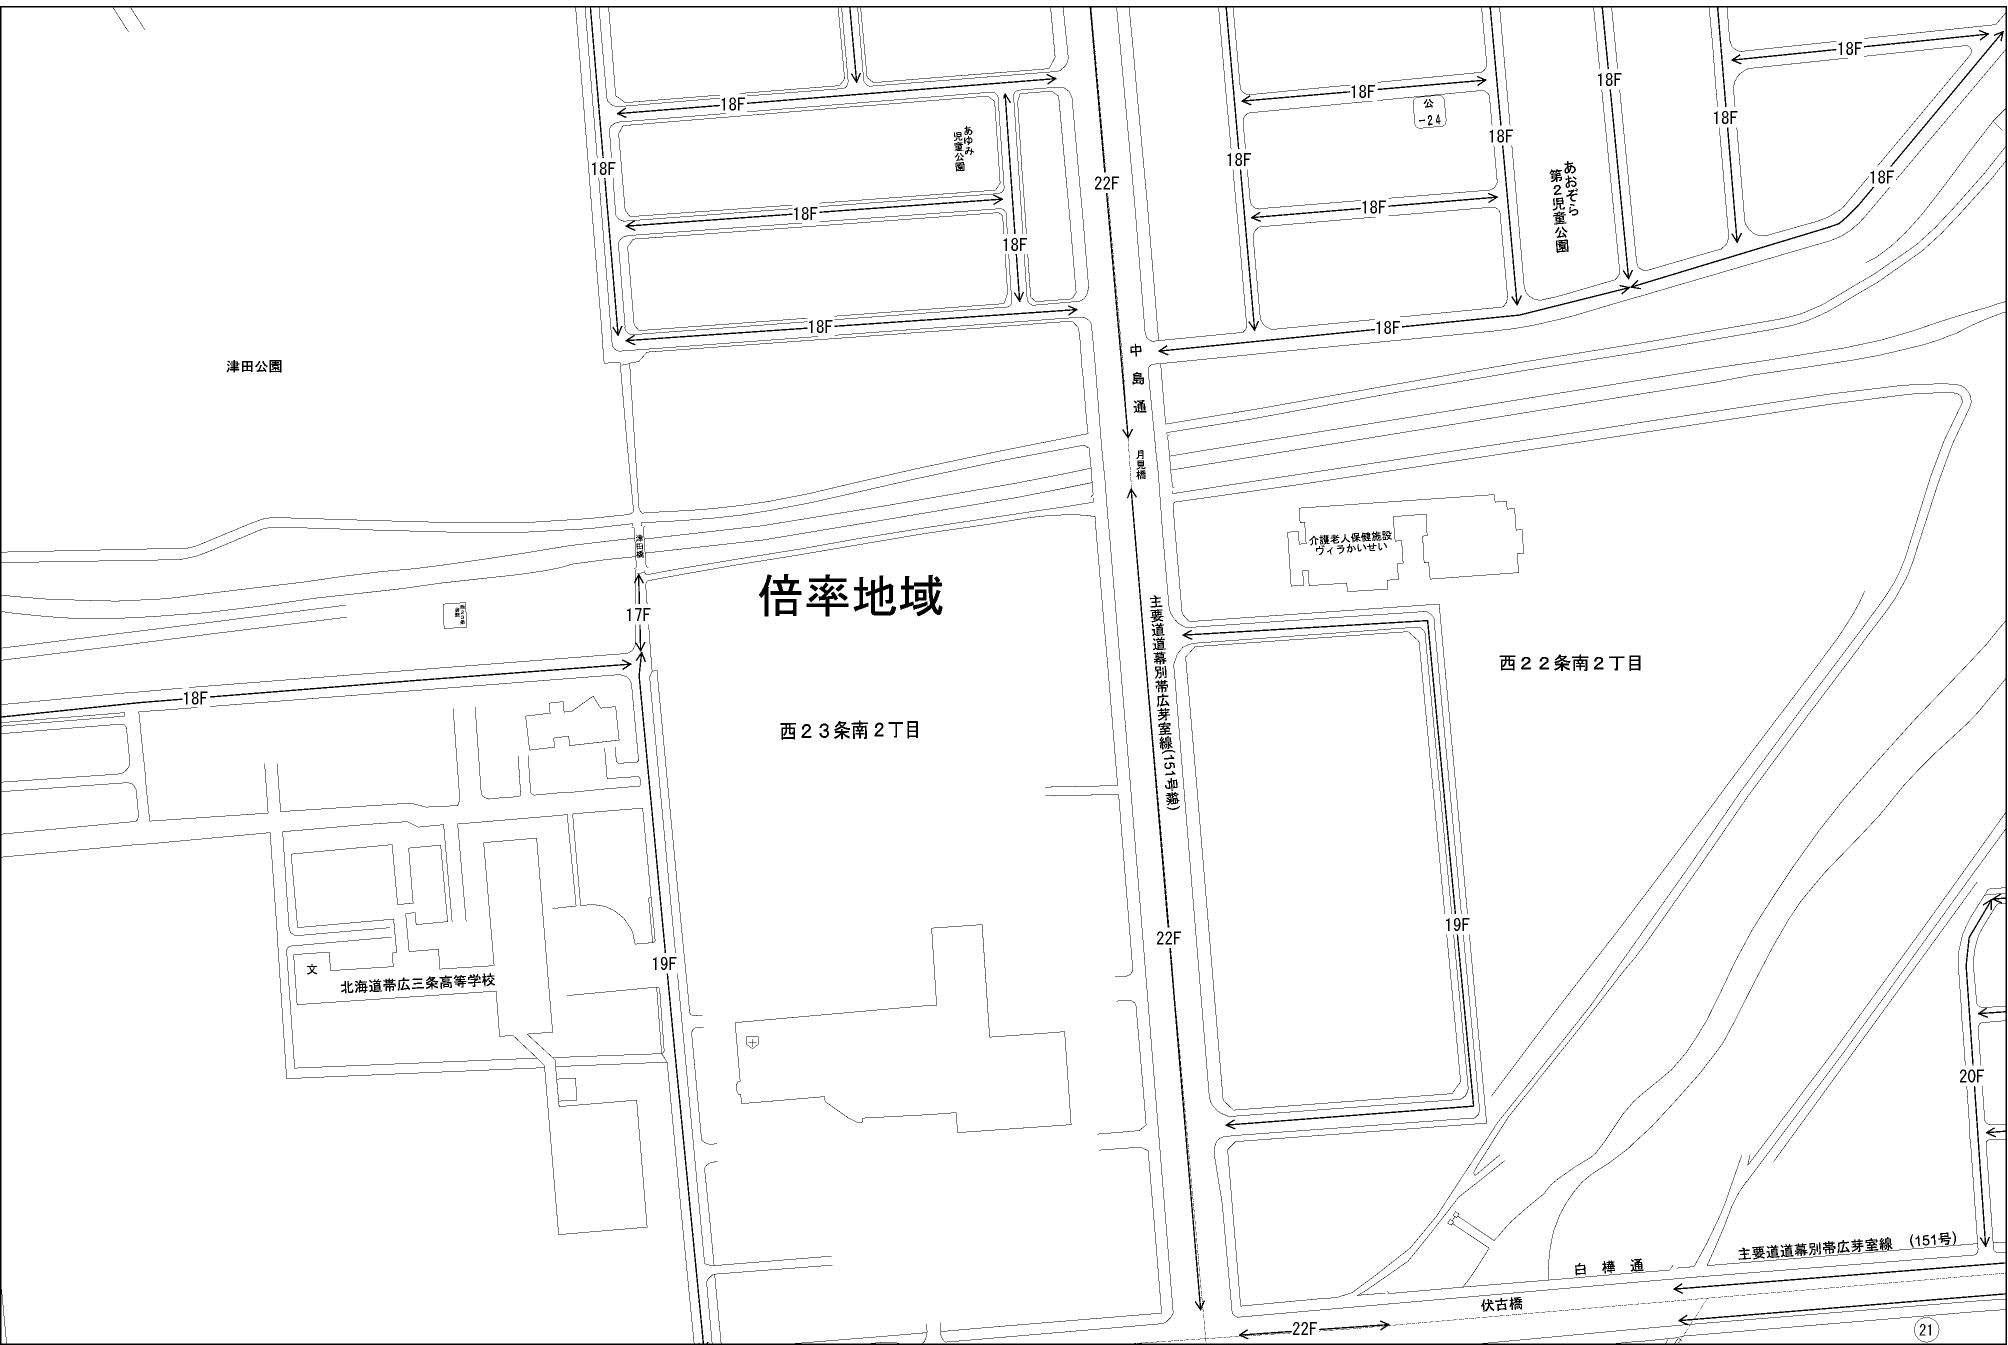 18F
18F
公
-24
18F
18F
18F
18F
あゆみ
児童公園
18F
18F
18F
22F
18F
18F
18F
あおぞら
第2児童公園
18F
18F
18F
18F
津田公園
中島通
月見橋
津田橋
介護老人保健施設
ヴィラかいせい
倍率地域
17F
主要道道幕別帯広芽室線(151号線)
西22条南2丁目
18F
西23条南2丁目
19F
22F
19F
文
北海道帯広三条高等学校
20F
主要道道幕別帯広芽室線 (151号)
白樺通
伏古橋
22F
21